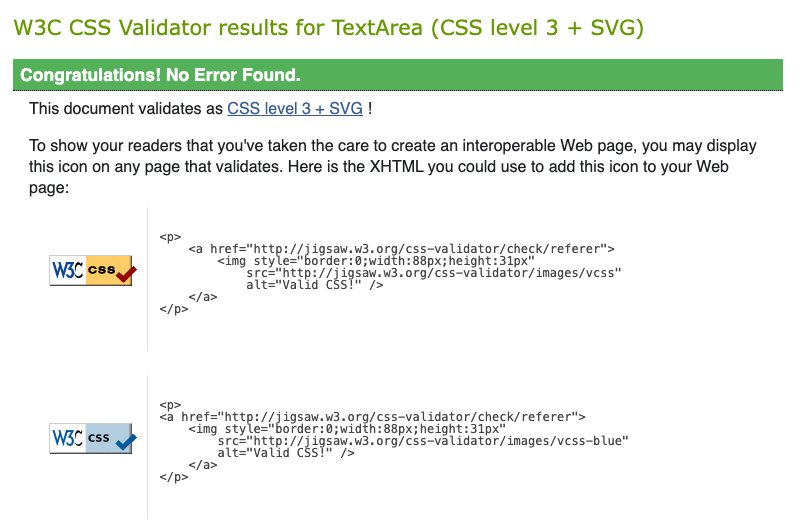 W3C CSS Validator results for TextArea (CSS level 3 + SVG)
Congratulations! No Error Found.
This document validates as CSS level 3 + SVG !
To show your readers that you've taken the care to create an interoperable Web page, you may display
this icon on any page that validates. Here is the XHTML you could use to add this icon to your Web
page:
W3C css
<p>
<a href="http://jigsaw.w3.org/css-validator/check/referer">
<img style="border:0;width:88px;height:31px"
src="http://jigsaw.w3.org/css-validator/images/vcss"
alt="Valid CSS!" />
</a>
</p>
W3C css
<p>
<a href="http://jigsaw.w3.org/css-validator/check/referer">
<img style="border:0;width:88px;height:31px"
src="http://jigsaw.w3.org/css-validator/images/vcss-blue"
alt="Valid CSS!" />
</a>
</p>